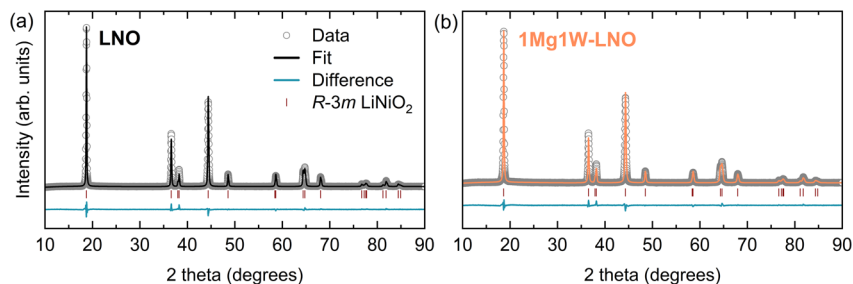 (a)
LNO
Data
Fit
Difference
R-3m LiNiO₂
Intensity (arb. units)
10 20 30 40 50 60 70 80 90
2 theta (degrees)
(b)
1Mg1W-LNO
10 20 30 40 50 60 70 80 90
2 theta (degrees)